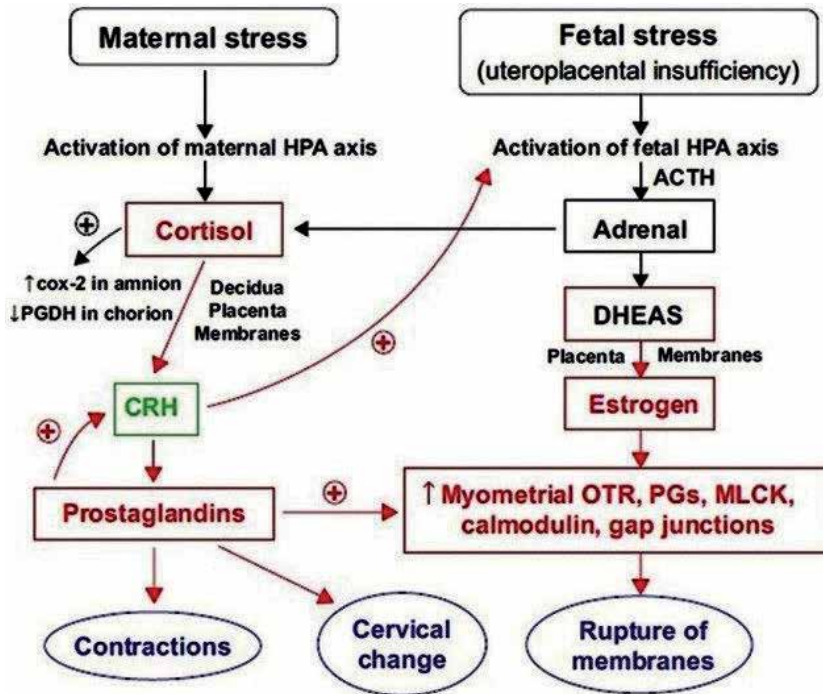 Maternal stress
Fetal stress
(uteroplacental insufficiency)
Activation of maternal HPA axis
Activation of fetal HPA axis
ACTH
+
Cortisol
Adrenal
↑cox-2 in amnion
↓PGDH in chorion
Decidua
Placenta
Membranes
DHEAS
+
Placenta
Membranes
CRH
Estrogen
+
Prostaglandins
+
↑ Myometrial OTR, PGs, MLCK,
calmodulin, gap junctions
Contractions
Cervical
change
Rupture of
membranes